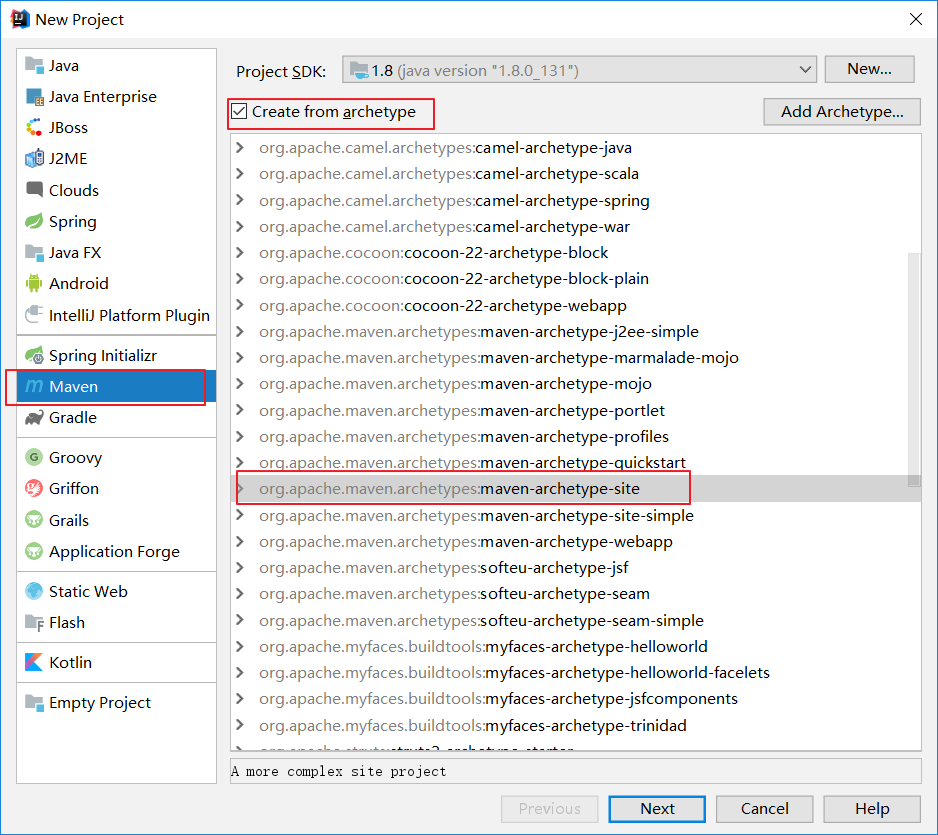 New Project
Java
Java Enterprise
JBoss
J2ME
Clouds
Spring
Java FX
Android
IntelliJ Platform Plugin
Spring Initializr
Maven
Gradle
Groovy
Griffon
Grails
Application Forge
Static Web
Flash
Kotlin
Empty Project
Project SDK: 1.8 (java version "1.8.0_131") New...
Create from archetype Add Archetype...
org.apache.camel.archetypes:camel-archetype-java
org.apache.camel.archetypes:camel-archetype-scala
org.apache.camel.archetypes:camel-archetype-spring
org.apache.camel.archetypes:camel-archetype-war
org.apache.cocoon:cocoon-22-archetype-block
org.apache.cocoon:cocoon-22-archetype-block-plain
org.apache.cocoon:cocoon-22-archetype-webapp
org.apache.maven.archetypes:maven-archetype-j2ee-simple
org.apache.maven.archetypes:maven-archetype-marmalade-mojo
org.apache.maven.archetypes:maven-archetype-mojo
org.apache.maven.archetypes:maven-archetype-portlet
org.apache.maven.archetypes:maven-archetype-profiles
org.apache.maven.archetypes:maven-archetype-quickstart
org.apache.maven.archetypes:maven-archetype-site
org.apache.maven.archetypes:maven-archetype-site-simple
org.apache.maven.archetypes:maven-archetype-webapp
org.apache.maven.archetypes:softeu-archetype-jsf
org.apache.maven.archetypes:softeu-archetype-seam
org.apache.maven.archetypes:softeu-archetype-seam-simple
org.apache.myfaces.buildtools:myfaces-archetype-helloworld
org.apache.myfaces.buildtools:myfaces-archetype-helloworld-facelets
org.apache.myfaces.buildtools:myfaces-archetype-jsfcomponents
org.apache.myfaces.buildtools:myfaces-archetype-trinidad
A more complex site project
Previous Next Cancel Help